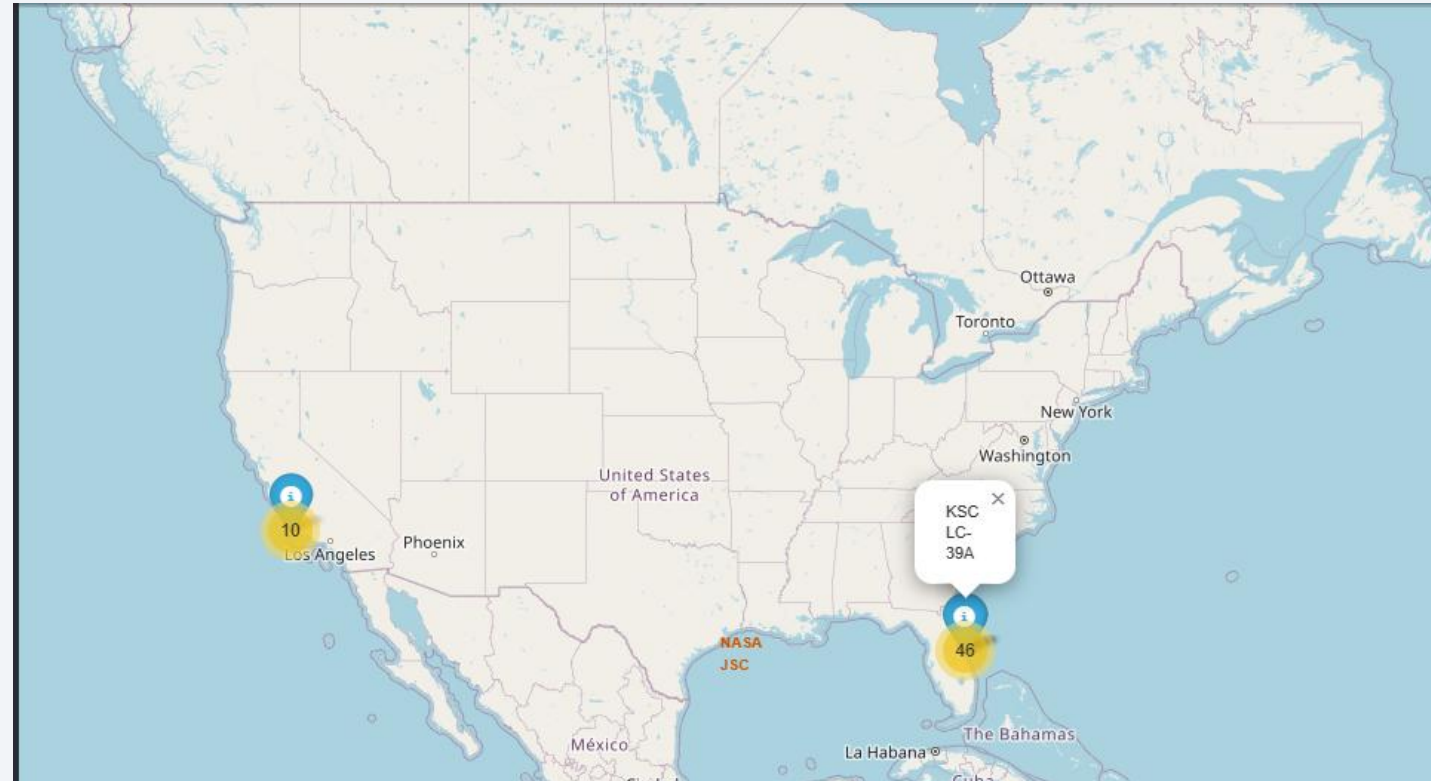 Ottawa
Toronto
New York
Washington
United States
of America
KSC
LC-
39A
i
10
Los Angeles
Phoenix
i
46
NASA
JSC
México
La Habana
The Bahamas
Cuba